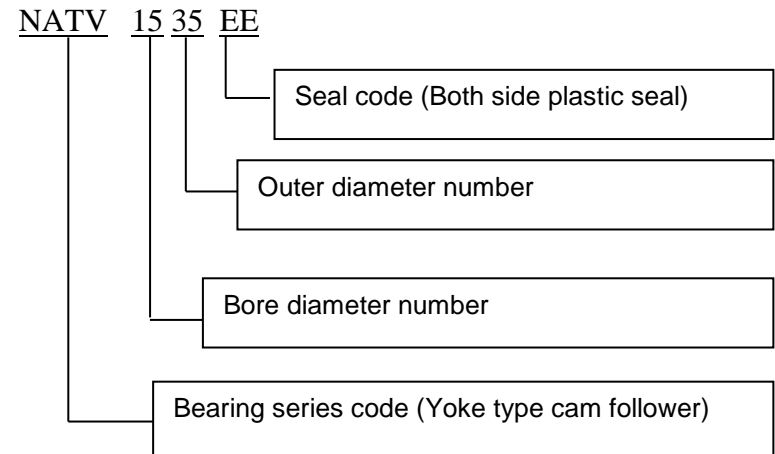 NATV 15 35 EE
Seal code (Both side plastic seal)
Outer diameter number
Bore diameter number
Bearing series code (Yoke type cam follower)